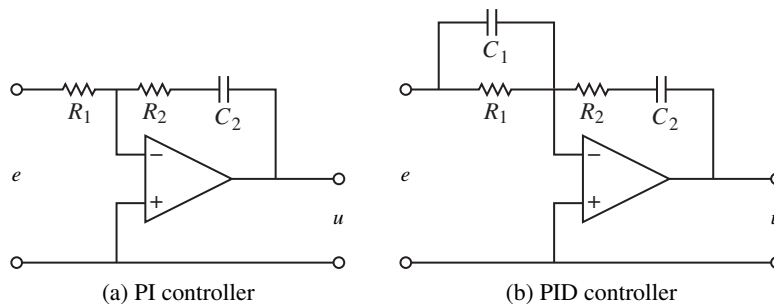 R1
R2
C2
e
−
+
u
(a) PI controller
C1
R1
R2
C2
e
−
+
(b) PID controller